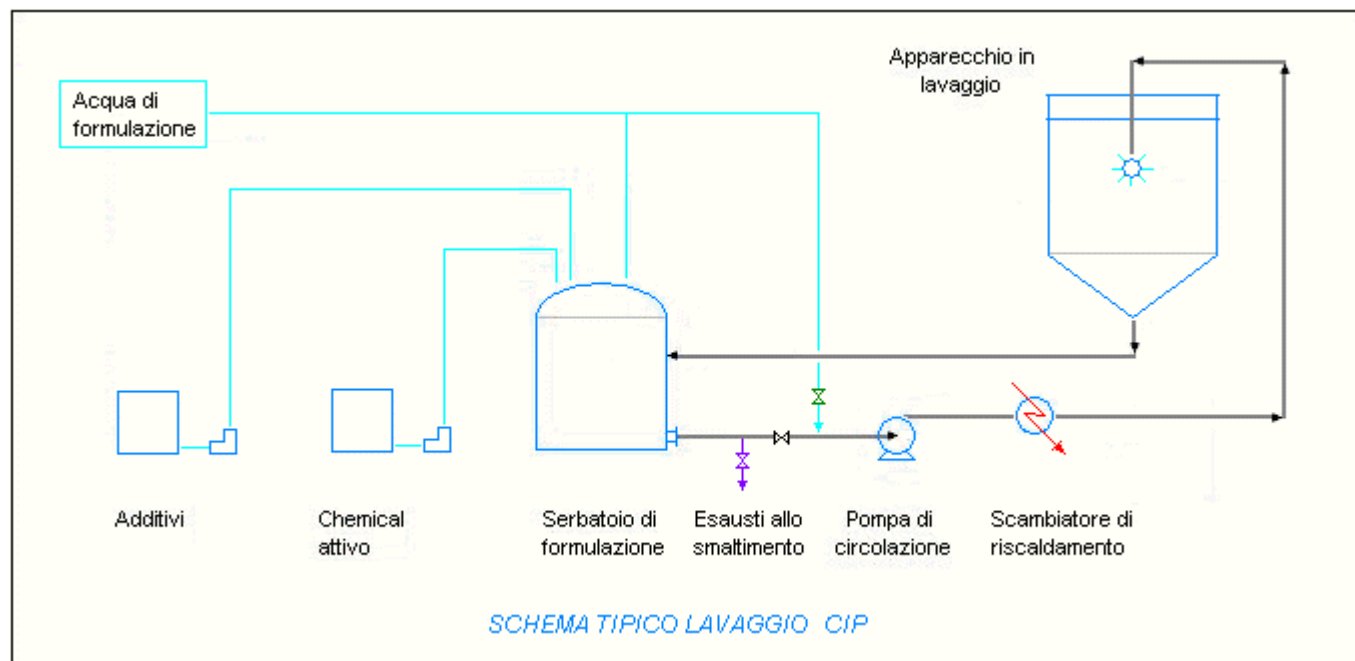 Apparecchio in
lavaggio
Acqua di
formulazione
Additivi
Chemical
attivo
Serbatoio di
formulazione
Esausti allo
smaltimento
Pompa di
circolazione
Scambiatore di
riscaldamento
SCHEMA TIPICO LAVAGGIO CIP